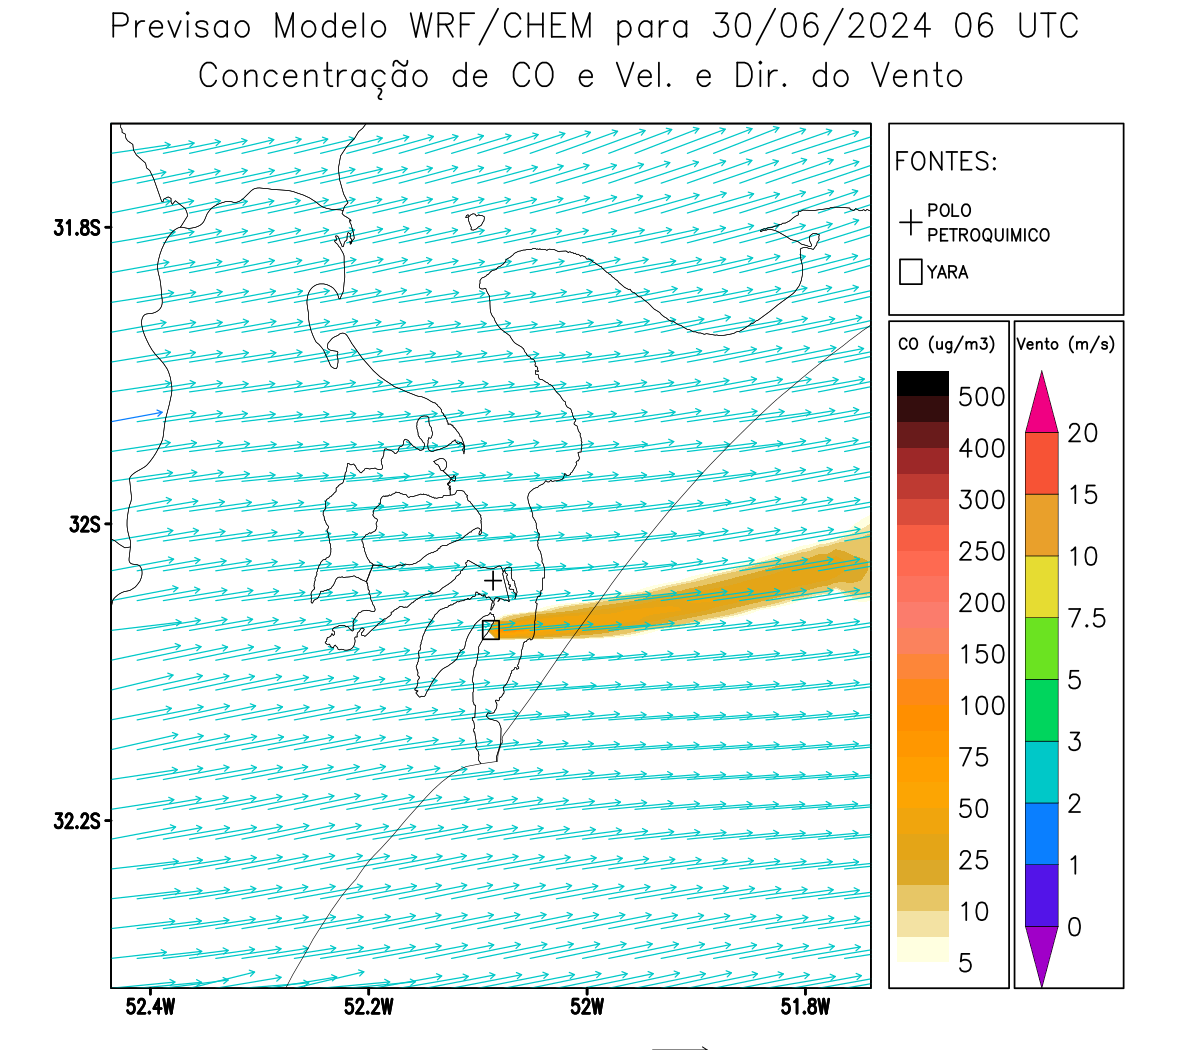 Previsao Modelo WRF/CHEM para 30/06/2024 06 UTC
Concentração de CO e Vel. e Dir. do Vento
FONTES:
POLO
PETROQUIMICO
YARA
CO (ug/m3)
500
400
300
250
200
150
100
75
50
25
10
5
Vento (m/s)
20
15
10
7.5
5
3
2
1
0
31.8S
32S
32.2S
52.4W
52.2W
52W
51.8W